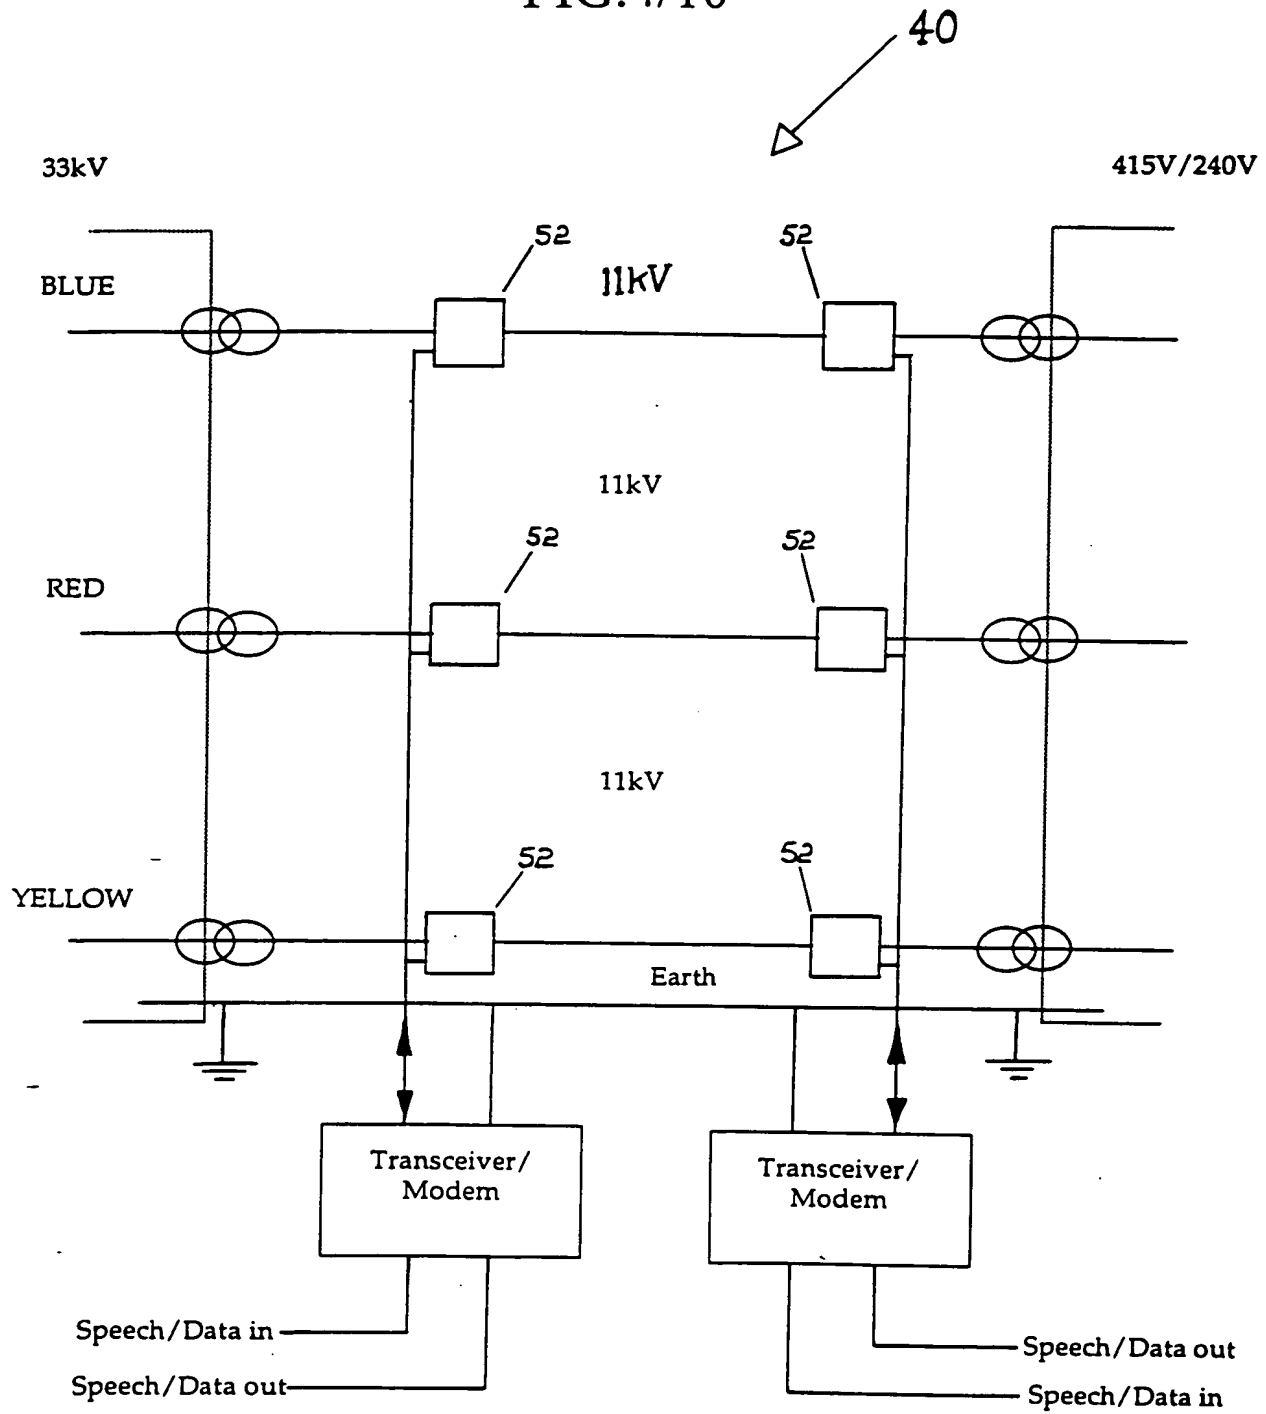 40
33kV
415V/240V
52
52
BLUE
11kV
11kV
52
52
RED
11kV
52
52
YELLOW
Earth
Transceiver/
Modem
Transceiver/
Modem
Speech/Data in
Speech/Data out
Speech/Data out
Speech/Data in